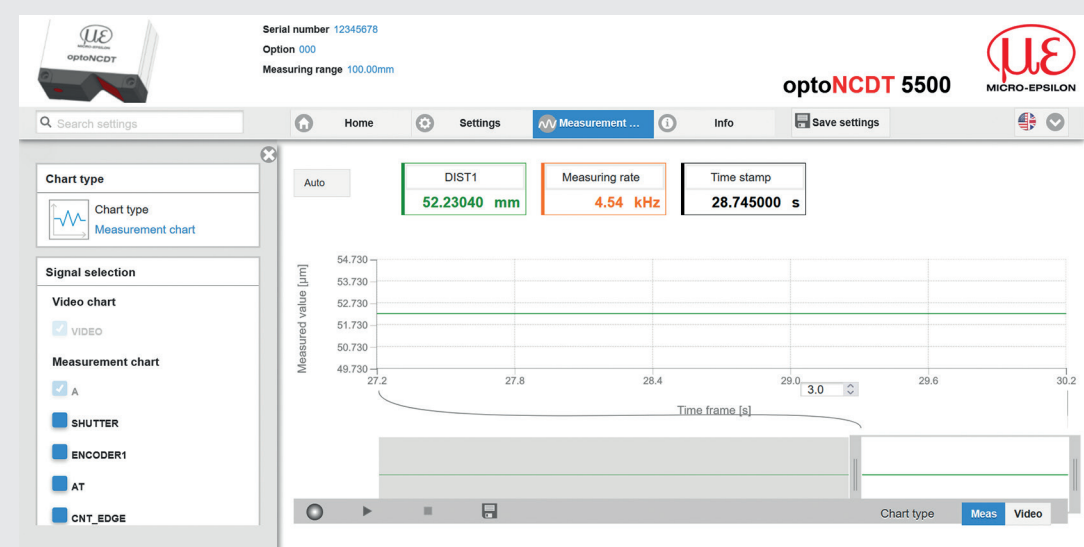 με
MICRO-EPSILON
optoNCDT
Serial number 12345678
Option 000
Measuring range 100.00mm
optoNCDT 5500
με
MICRO-EPSILON
Search settings
Home
Settings
Measurement ...
Info
Save settings
Chart type
Chart type
Measurement chart
Signal selection
Video chart
VIDEO
Measurement chart
A
SHUTTER
ENCODER1
AT
CNT_EDGE
Auto
DIST1
52.23040 mm
Measuring rate
4.54 kHz
Time stamp
28.745000 s
Measured value [µm]
54.730
53.730
52.730
51.730
50.730
49.730
27.2 27.8 28.4 29.0 29.6 30.2
3.0
Time frame [s]
Chart type Meas Video